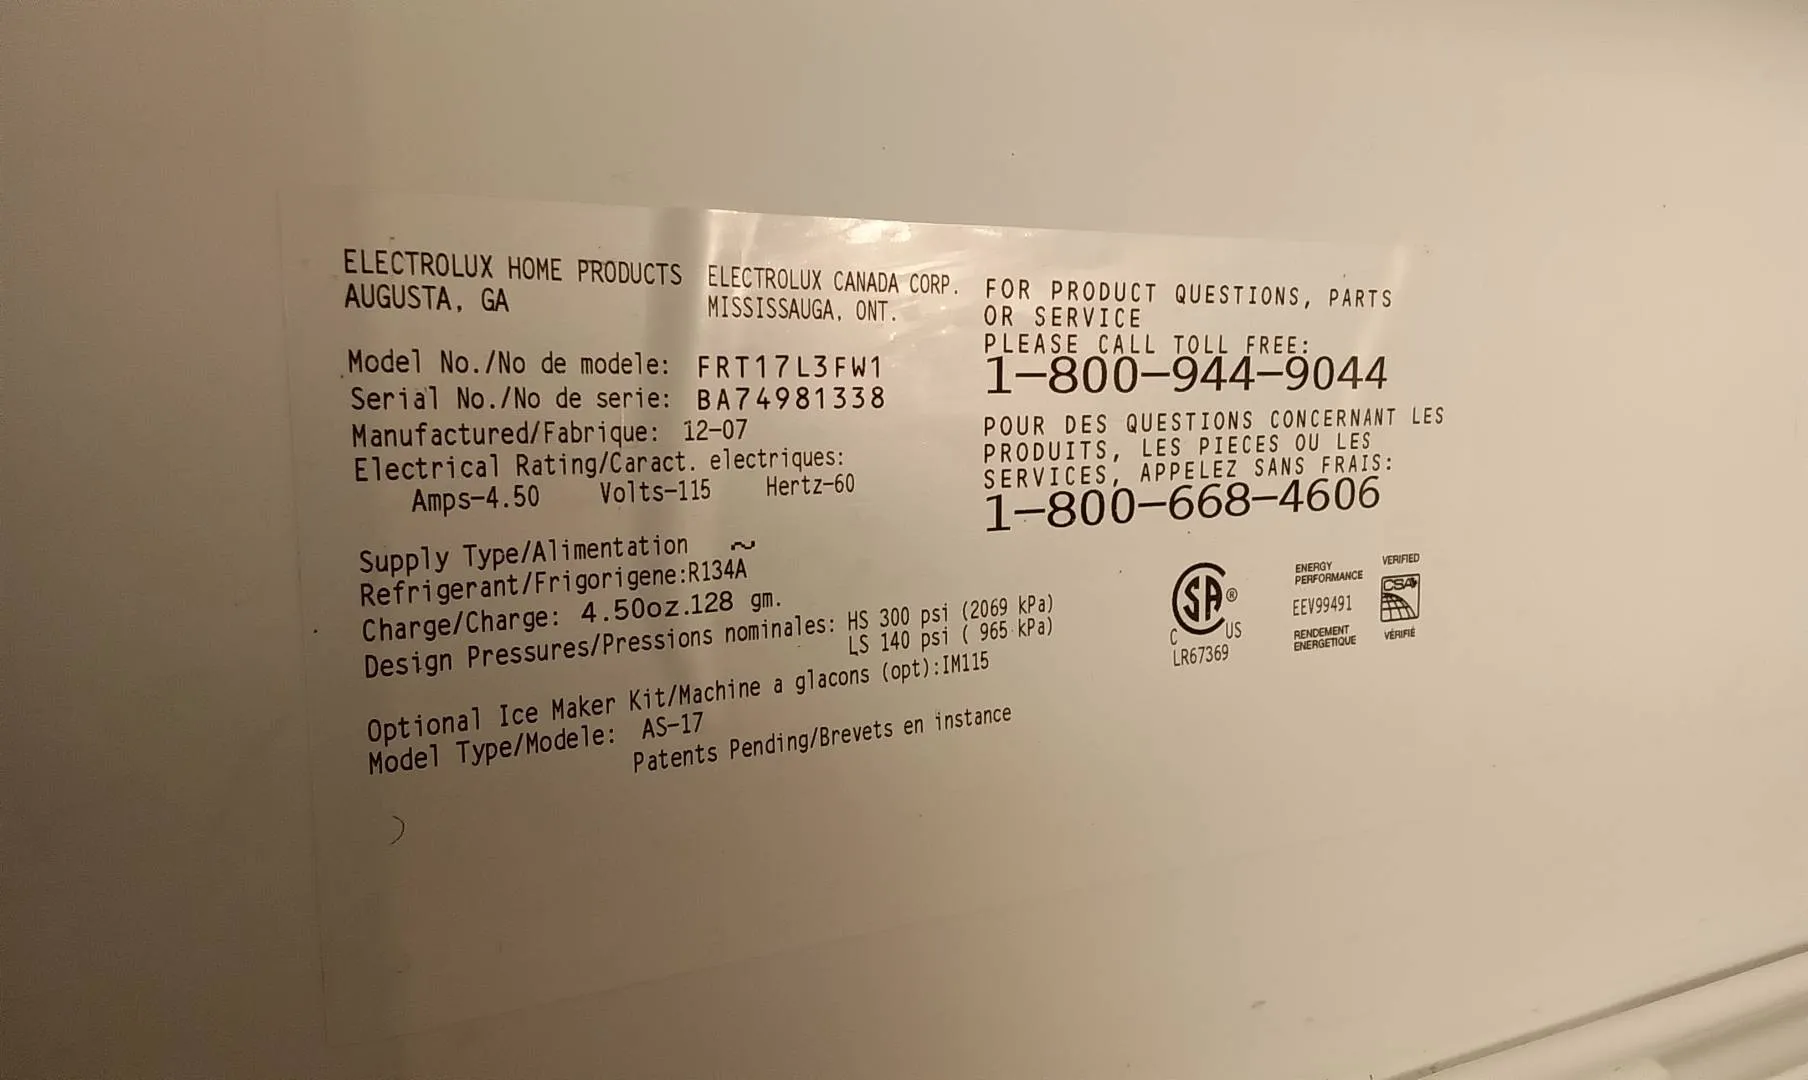 ELECTROLUX HOME PRODUCTS
AUGUSTA, GA
ELECTROLUX CANADA CORP.
MISSISSAUGA, ONT.
Model No./No de modele: FRT17L3FW1
Serial No./No de serie: BA74981338
Manufactured/Fabrique: 12-07
Electrical Rating/Caract. electriques:
Amps-4.50 Volts-115 Hertz-60
Supply Type/Alimentation ~
Refrigerant/Frigorigene:R134A
Charge/Charge: 4.50oz.128 gm.
Design Pressures/Pressions nominales: HS 300 psi (2069 kPa)
LS 140 psi ( 965 kPa)
Optional Ice Maker Kit/Machine a glacons (opt):IM115
Model Type/Modele: AS-17
Patents Pending/Brevets en instance
FOR PRODUCT QUESTIONS, PARTS
OR SERVICE
PLEASE CALL TOLL FREE:
1-800-944-9044
POUR DES QUESTIONS CONCERNANT LES
PRODUITS, LES PIECES OU LES
SERVICES, APPELEZ SANS FRAIS:
1-800-668-4606
SA®
C US
LR67369
ENERGY
PERFORMANCE
EEV99491
RENDEMENT
ENERGETIQUE
VERIFIED
CSA
VÉRIFIÉ